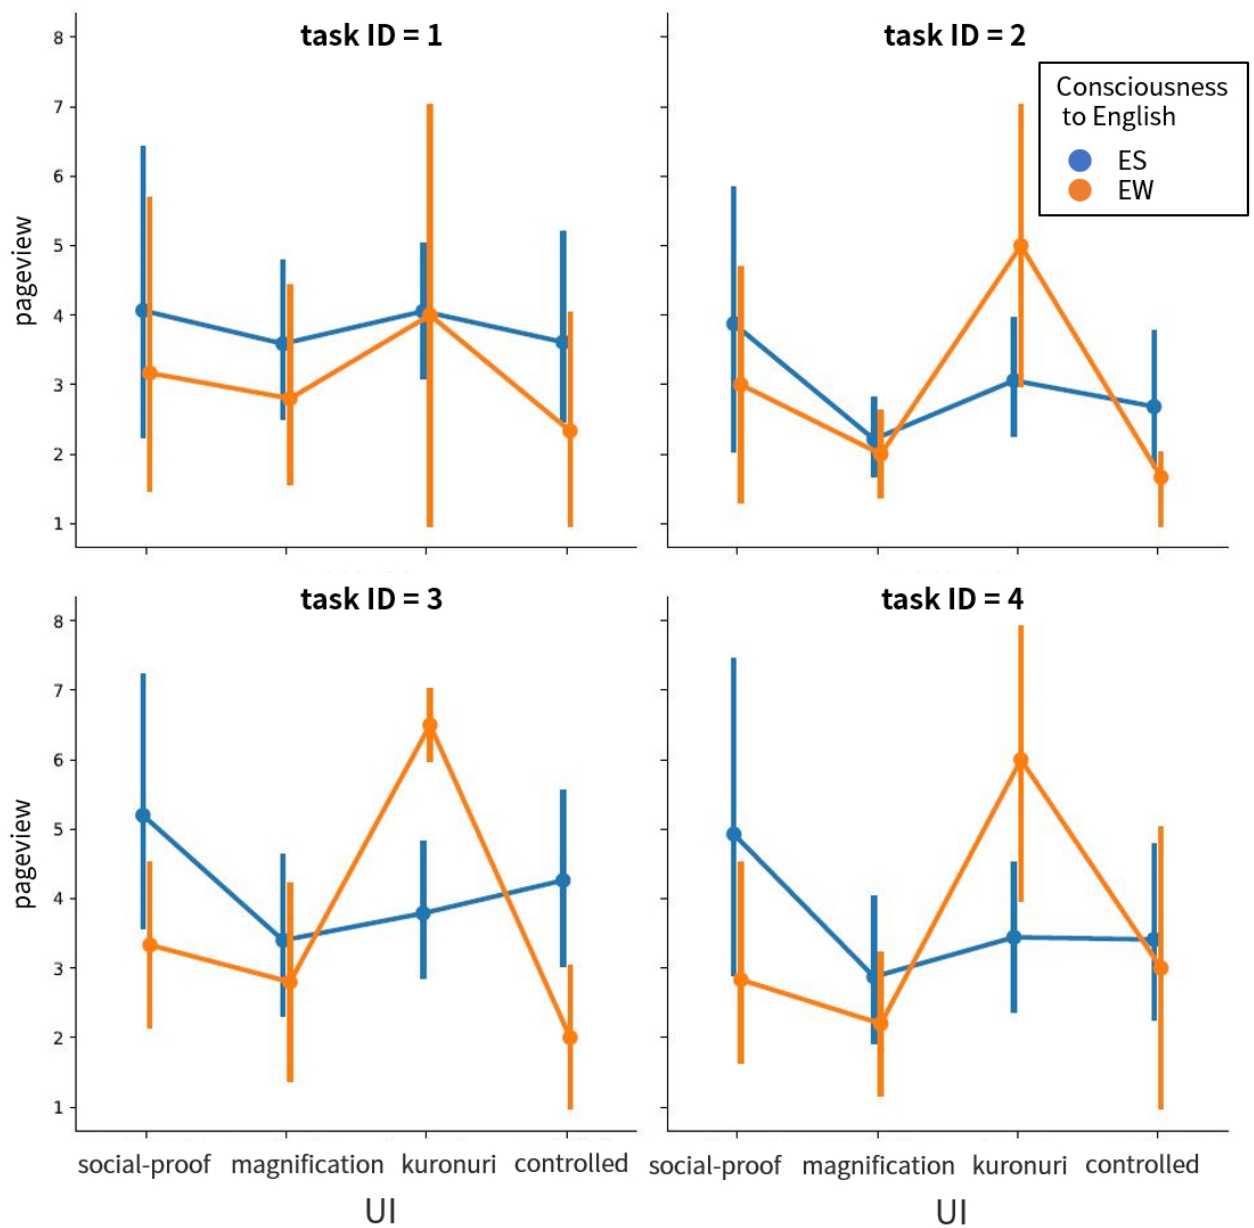 task ID = 1
task ID = 2
Consciousness
to English
ES
EW
8
7
6
5
4
3
2
1
pageview
task ID = 3
task ID = 4
8
7
6
5
4
3
2
1
pageview
social-proof magnification kuronuri controlled
social-proof magnification kuronuri controlled
UI
UI